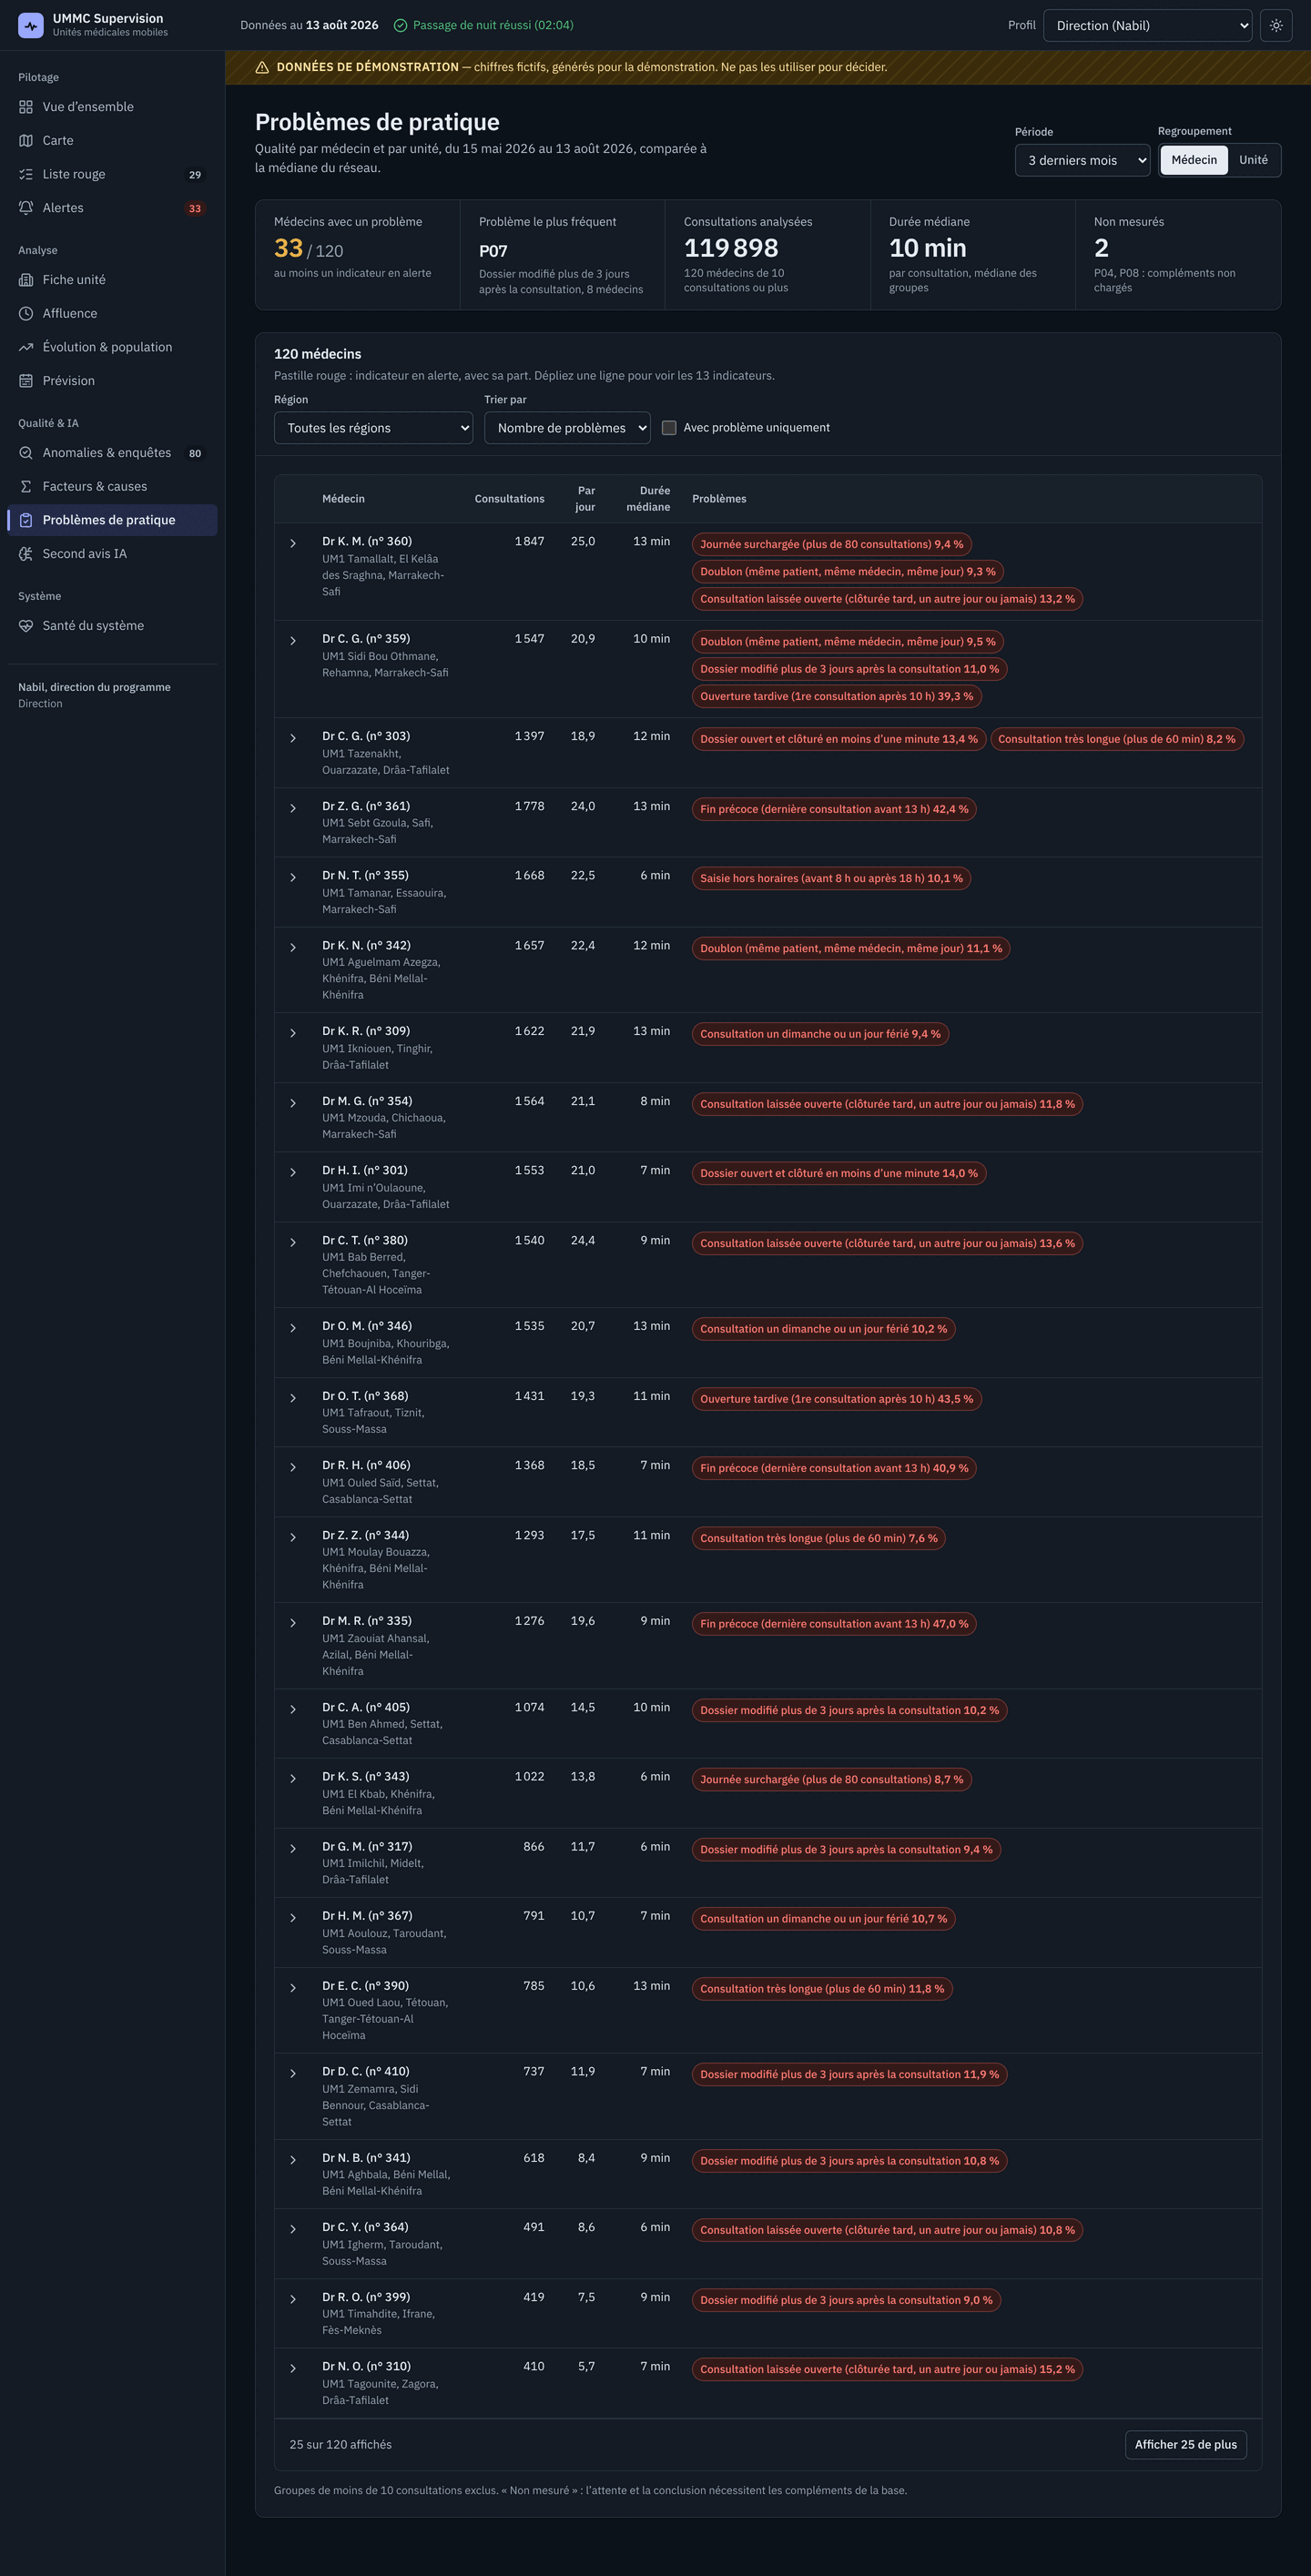 UMMC Supervision
Unités médicales mobiles
Données au 13 août 2026
Passage de nuit réussi (02:04)
Profil
Direction (Nabil)
DONNÉES DE DÉMONSTRATION — chiffres fictifs, générés pour la démonstration. Ne pas les utiliser pour décider.
Pilotage
Vue d’ensemble
Carte
Liste rouge 29
Alertes 33
Analyse
Fiche unité
Affluence
Évolution & population
Prévision
Qualité & IA
Anomalies & enquêtes 80
Facteurs & causes
Problèmes de pratique
Second avis IA
Système
Santé du système
Nabil, direction du programme
Direction
Problèmes de pratique
Qualité par médecin et par unité, du 15 mai 2026 au 13 août 2026, comparée à
la médiane du réseau.
Période
3 derniers mois
Regroupement
Médecin Unité
Médecins avec un problème
33 / 120
au moins un indicateur en alerte
Problème le plus fréquent
P07
Dossier modifié plus de 3 jours
après la consultation, 8 médecins
Consultations analysées
119 898
120 médecins de 10
consultations ou plus
Durée médiane
10 min
par consultation, médiane des
groupes
Non mesurés
2
P04, P08 : compléments non
chargés
120 médecins
Pastille rouge : indicateur en alerte, avec sa part. Dépliez une ligne pour voir les 13 indicateurs.
Région
Toutes les régions
Trier par
Nombre de problèmes
Avec problème uniquement
Médecin Consultations Par jour Durée médiane Problèmes
Dr K. M. (n° 360) 1 847 25,0 13 min Journée surchargée (plus de 80 consultations) 9,4 %
UM1 Tamallalt, El Kelâa
des Sraghna, Marrakech-
Safi
Doublon (même patient, même médecin, même jour) 9,3 %
Consultation laissée ouverte (clôturée tard, un autre jour ou jamais) 13,2 %
Dr C. G. (n° 359) 1 547 20,9 10 min Doublon (même patient, même médecin, même jour) 9,5 %
UM1 Sidi Bou Othmane,
Rehamna, Marrakech-Safi
Dossier modifié plus de 3 jours après la consultation 11,0 %
Ouverture tardive (1re consultation après 10 h) 39,3 %
Dr C. G. (n° 303) 1 397 18,9 12 min Dossier ouvert et clôturé en moins d’une minute 13,4 % Consultation très longue (plus de 60 min) 8,2 %
UM1 Tazenakht,
Ouarzazate, Drâa-Tafilalet
Dr Z. G. (n° 361) 1 778 24,0 13 min Fin précoce (dernière consultation avant 13 h) 42,4 %
UM1 Sebt Gzoula, Safi,
Marrakech-Safi
Dr N. T. (n° 355) 1 668 22,5 6 min Saisie hors horaires (avant 8 h ou après 18 h) 10,1 %
UM1 Tamanar, Essaouira,
Marrakech-Safi
Dr K. N. (n° 342) 1 657 22,4 12 min Doublon (même patient, même médecin, même jour) 11,1 %
UM1 Aguelmam Azegza,
Khénifra, Béni Mellal-
Khénifra
Dr K. R. (n° 309) 1 622 21,9 13 min Consultation un dimanche ou un jour férié 9,4 %
UM1 Ikniouen, Tinghir,
Drâa-Tafilalet
Dr M. G. (n° 354) 1 564 21,1 8 min Consultation laissée ouverte (clôturée tard, un autre jour ou jamais) 11,8 %
UM1 Mzouda, Chichaoua,
Marrakech-Safi
Dr H. I. (n° 301) 1 553 21,0 7 min Dossier ouvert et clôturé en moins d’une minute 14,0 %
UM1 Imi n’Oulaoune,
Ouarzazate, Drâa-Tafilalet
Dr C. T. (n° 380) 1 540 24,4 9 min Consultation laissée ouverte (clôturée tard, un autre jour ou jamais) 13,6 %
UM1 Bab Berred,
Chefchaouen, Tanger-
Tétouan-Al Hoceïma
Dr O. M. (n° 346) 1 535 20,7 13 min Consultation un dimanche ou un jour férié 10,2 %
UM1 Boujniba, Khouribga,
Béni Mellal-Khénifra
Dr O. T. (n° 368) 1 431 19,3 11 min Ouverture tardive (1re consultation après 10 h) 43,5 %
UM1 Tafraout, Tiznit,
Souss-Massa
Dr R. H. (n° 406) 1 368 18,5 7 min Fin précoce (dernière consultation avant 13 h) 40,9 %
UM1 Ouled Saïd, Settat,
Casablanca-Settat
Dr Z. Z. (n° 344) 1 293 17,5 11 min Consultation très longue (plus de 60 min) 7,6 %
UM1 Moulay Bouazza,
Khénifra, Béni Mellal-
Khénifra
Dr M. R. (n° 335) 1 276 19,6 9 min Fin précoce (dernière consultation avant 13 h) 47,0 %
UM1 Zaouiat Ahansal,
Azilal, Béni Mellal-
Khénifra
Dr C. A. (n° 405) 1 074 14,5 10 min Dossier modifié plus de 3 jours après la consultation 10,2 %
UM1 Ben Ahmed, Settat,
Casablanca-Settat
Dr K. S. (n° 343) 1 022 13,8 6 min Journée surchargée (plus de 80 consultations) 8,7 %
UM1 El Kbab, Khénifra,
Béni Mellal-Khénifra
Dr G. M. (n° 317) 866 11,7 6 min Dossier modifié plus de 3 jours après la consultation 9,4 %
UM1 Imilchil, Midelt,
Drâa-Tafilalet
Dr H. M. (n° 367) 791 10,7 7 min Consultation un dimanche ou un jour férié 10,7 %
UM1 Aoulouz, Taroudant,
Souss-Massa
Dr E. C. (n° 390) 785 10,6 13 min Consultation très longue (plus de 60 min) 11,8 %
UM1 Oued Laou, Tétouan,
Tanger-Tétouan-Al
Hoceïma
Dr D. C. (n° 410) 737 11,9 7 min Dossier modifié plus de 3 jours après la consultation 11,9 %
UM1 Zemamra, Sidi
Bennour, Casablanca-
Settat
Dr N. B. (n° 341) 618 8,4 9 min Dossier modifié plus de 3 jours après la consultation 10,8 %
UM1 Aghbala, Béni Mellal,
Béni Mellal-Khénifra
Dr C. Y. (n° 364) 491 8,6 6 min Consultation laissée ouverte (clôturée tard, un autre jour ou jamais) 10,8 %
UM1 Igherm, Taroudant,
Souss-Massa
Dr R. O. (n° 399) 419 7,5 9 min Dossier modifié plus de 3 jours après la consultation 9,0 %
UM1 Timahdite, Ifrane,
Fès-Meknès
Dr N. O. (n° 310) 410 5,7 7 min Consultation laissée ouverte (clôturée tard, un autre jour ou jamais) 15,2 %
UM1 Tagounite, Zagora,
Drâa-Tafilalet
25 sur 120 affichés
Afficher 25 de plus
Groupes de moins de 10 consultations exclus. « Non mesuré » : l’attente et la conclusion nécessitent les compléments de la base.